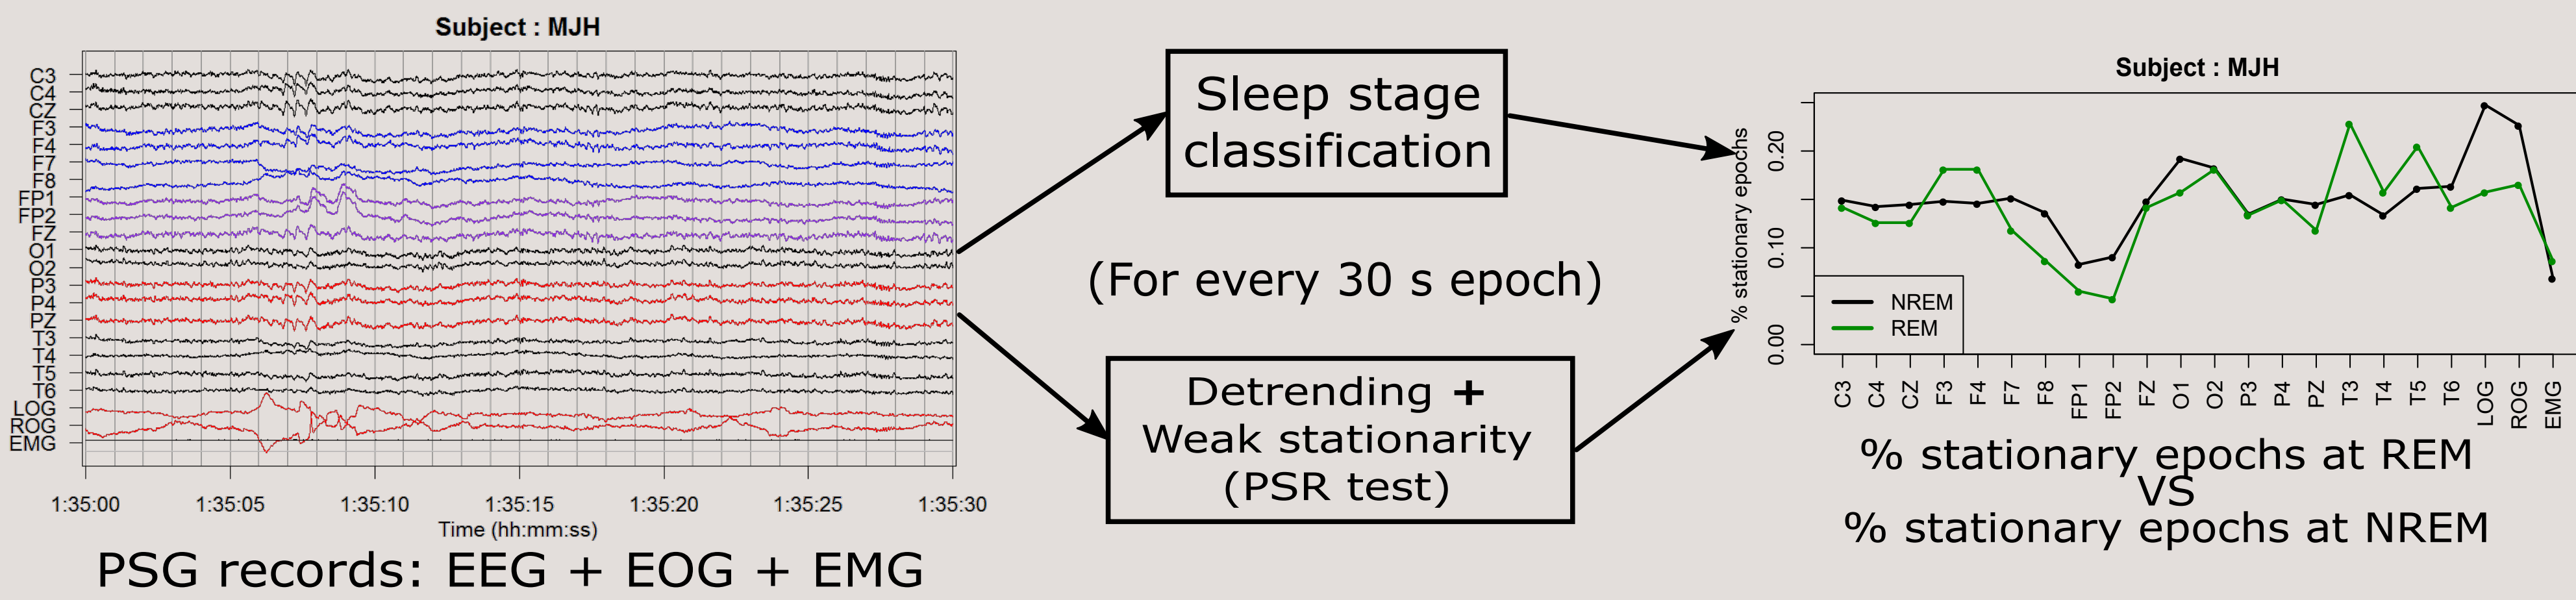 Subject : MJH
C3
C4
CZ
F3
F4
F7
F8
FP1
FP2
FZ
O1
O2
P3
P4
PZ
T3
T4
T5
T6
LOG
ROG
EMG
1:35:00 1:35:05 1:35:10 1:35:15 1:35:20 1:35:25 1:35:30
Time (hh:mm:ss)
PSG records: EEG + EOG + EMG
Sleep stage
classification
(For every 30 s epoch)
Detrending +
Weak stationarity
(PSR test)
Subject : MJH
% stationary epochs
0.20
0.10
0.00
NREM
REM
C3 C4 CZ F3 F4 F7 F8 FP1 FP2 FZ O1 O2 P3 P4 PZ T3 T4 T5 T6 LOG ROG EMG
% stationary epochs at REM
VS
% stationary epochs at NREM